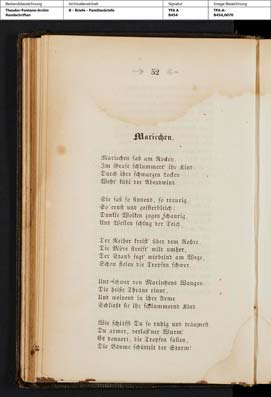 Bestandsbezeichnung
Archivalieneinheit
Signatur
Image-Bezeichnung
Theodor-Fontane-Archiv
Handschriften
B - Briefe - Familienbriefe
TFA A
B454
TFA-A-
B454,0070
52
Mariechen.
Mariechen saß am Rocken,
Im Grase schlummert' ihr Kind
Durch ihre schwarzen Locken
Weht' kühl der Abendwind.
Sie saß so sinnend, so traurig,
So ernst und geisterbleich;
Dunkle Wolken zogen schaurig
Und Wellen schlug der Teich.
Der Reiher kreist' über dem Rohre,
Die Möve streift' wild umher,
Der Staub fegt' wirbelnd am Wege,
Schon fielen die Tropfen schwer.
Und schwer von Mariechens Wangen
Die heiße Thräne rinnt,
Und weinend in ihre Arme
Schließt sie ihr schlummernd Kind.
Wie schläfst Du so ruhig und träumest
Du armer, verlass'ner Wurm!
Es donnert, die Tropfen fallen,
Die Bäume schüttelt der Sturm!